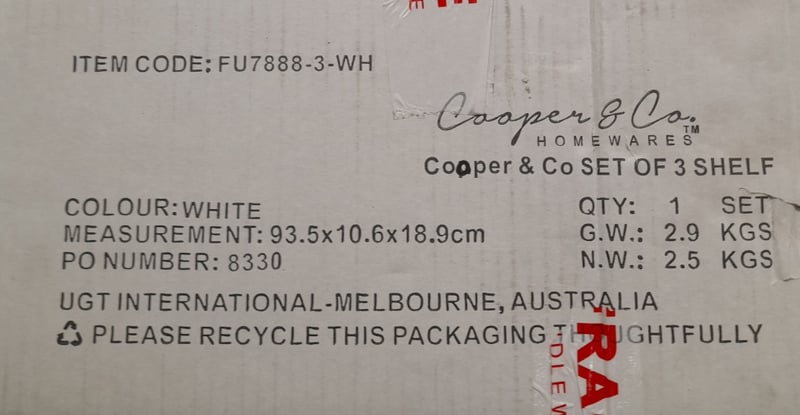 ITEM CODE: FU7888-3-WH
Cooper & Co.™
HOMEWARES
Cooper & Co SET OF 3 SHELF
COLOUR: WHITE
QTY: 1 SET
MEASUREMENT: 93.5x10.6x18.9cm
G.W.: 2.9 KGS
PO NUMBER: 8330
N.W.: 2.5 KGS
UGT INTERNATIONAL-MELBOURNE, AUSTRALIA
PLEASE RECYCLE THIS PACKAGING THOUGHTFULLY